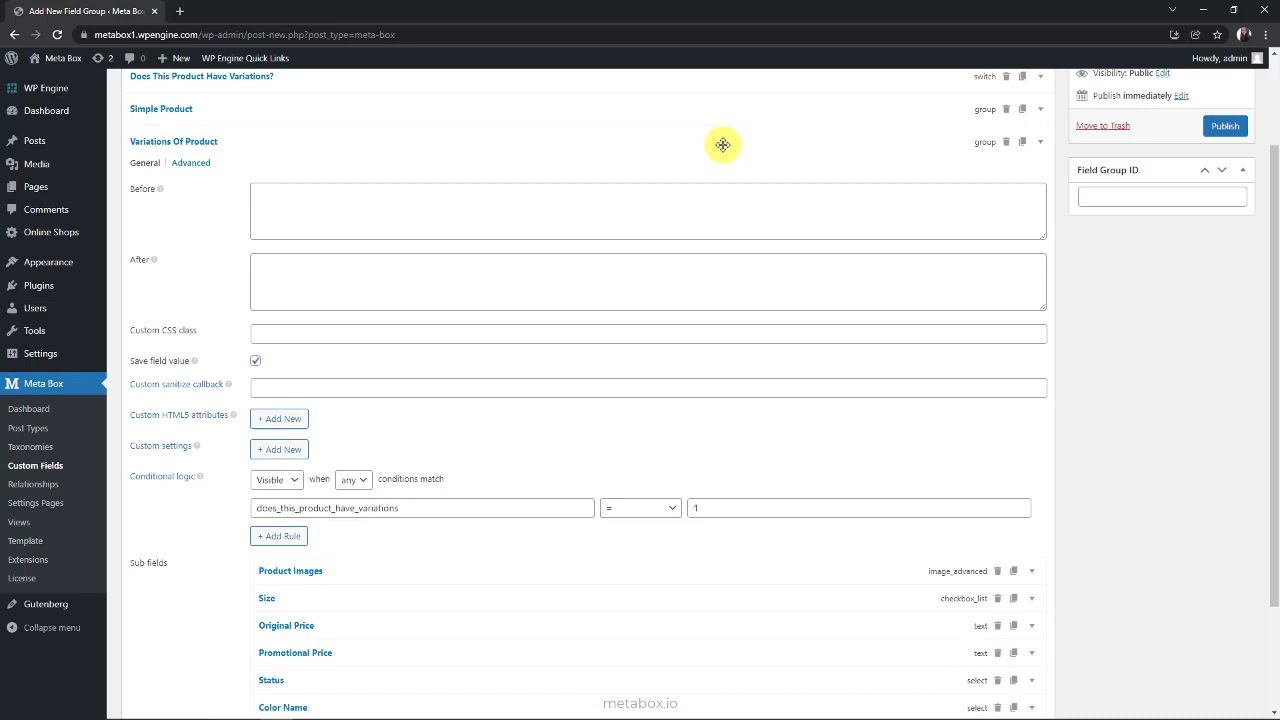 Add New Field Group ‹ Meta Box
metabox1.wpengine.com/wp-admin/post-new.php?post_type=meta-box
Meta Box 2 0 New WP Engine Quick Links Howdy, admin
WP Engine
Dashboard
Posts
Media
Pages
Comments
Online Shops
Appearance
Plugins
Users
Tools
Settings
Meta Box
Dashboard
Post Types
Taxonomies
Custom Fields
Relationships
Settings Pages
Views
Template
Extensions
License
Gutenberg
Collapse menu
Does This Product Have Variations? switch
Simple Product group
Variations Of Product group
General | Advanced
Before
After
Custom CSS class
Save field value
Custom sanitize callback
Custom HTML5 attributes + Add New
Custom settings + Add New
Conditional logic Visible when any conditions match
does_this_product_have_variations = 1
+ Add Rule
Sub fields
Product Images image_advanced
Size checkbox_list
Original Price text
Promotional Price text
Status select
Color Name select
Visibility: Public Edit
Publish immediately Edit
Move to Trash Publish
Field Group ID
metabox.io